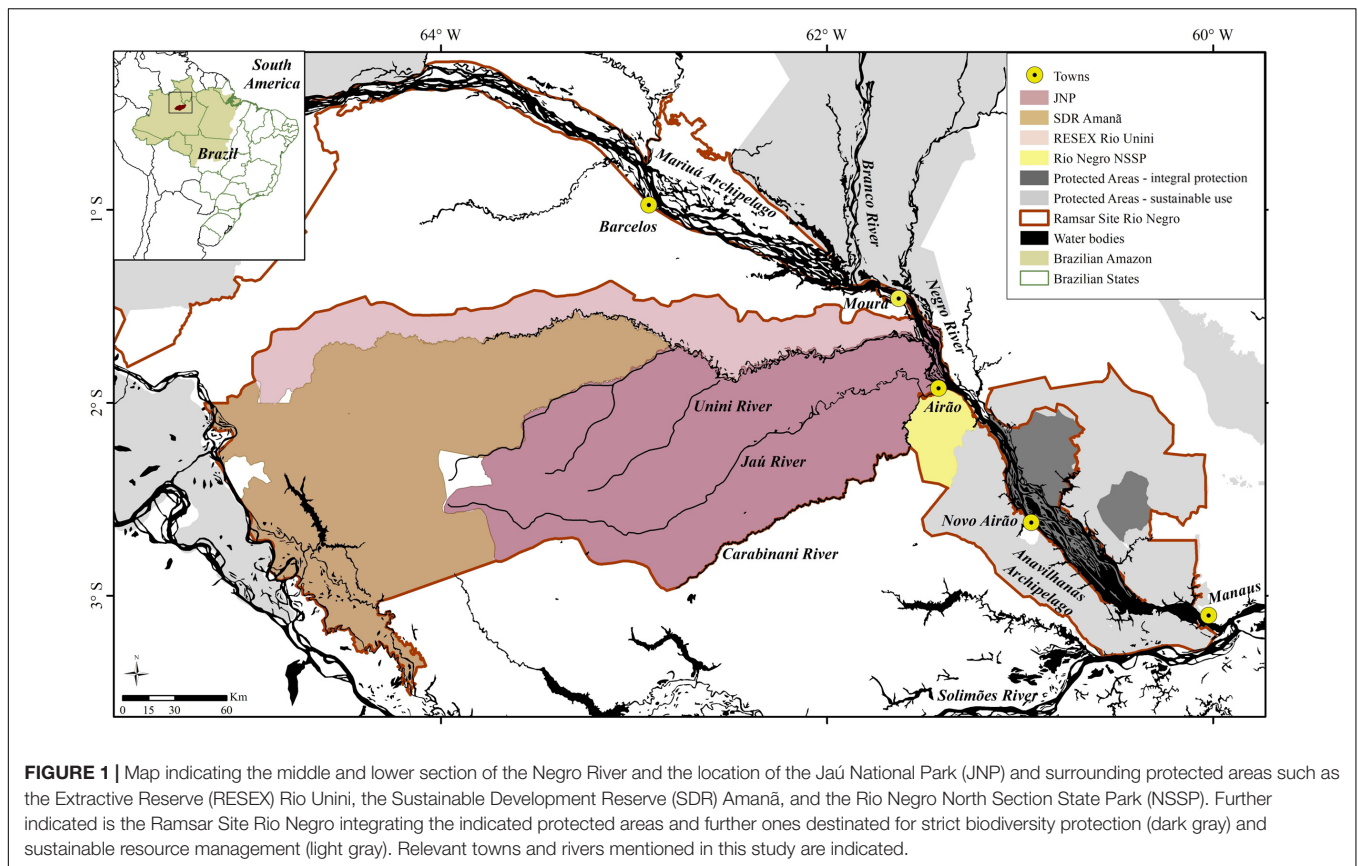 64° W
62° W
60° W
South
America
Brazil
Towns
JNP
SDR Amanã
RESEX Rio Unini
Rio Negro NSSP
Protected Areas - integral protection
Protected Areas - sustainable use
Ramsar Site Rio Negro
Water bodies
Brazilian Amazon
Brazilian States
1° S
2° S
3° S
Mariuá Archipelago
Branco River
Barcelos
Moura
Negro River
Unini River
Airão
Jaú River
Novo Airão
Carabinani River
Anavilhanas
Archipelago
Manaus
Solimões River
N
Km
0 15 30 60
FIGURE 1 | Map indicating the middle and lower section of the Negro River and the location of the Jaú National Park (JNP) and surrounding protected areas such as
the Extractive Reserve (RESEX) Rio Unini, the Sustainable Development Reserve (SDR) Amanã, and the Rio Negro North Section State Park (NSSP). Further
indicated is the Ramsar Site Rio Negro integrating the indicated protected areas and further ones destinated for strict biodiversity protection (dark gray) and
sustainable resource management (light gray). Relevant towns and rivers mentioned in this study are indicated.